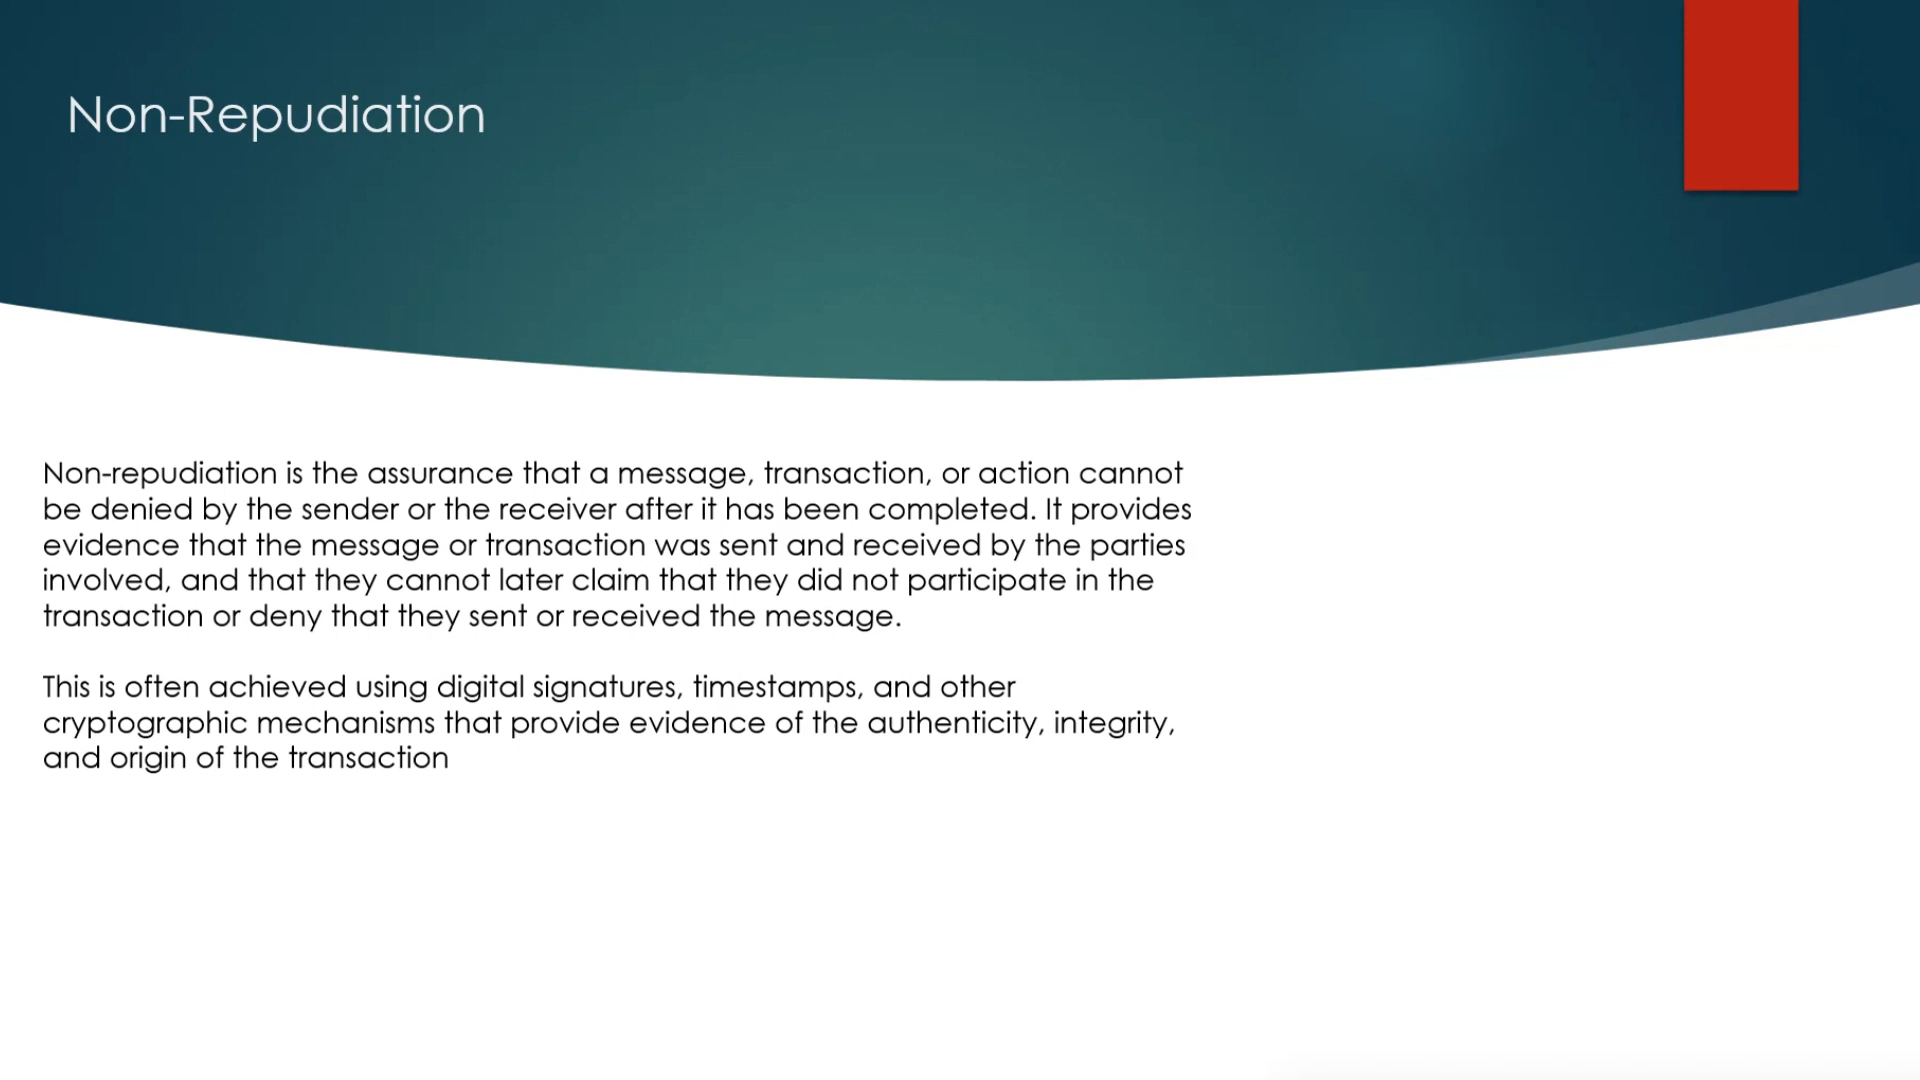 Non-Repudiation
Non-repudiation is the assurance that a message, transaction, or action cannot
be denied by the sender or the receiver after it has been completed. It provides
evidence that the message or transaction was sent and received by the parties
involved, and that they cannot later claim that they did not participate in the
transaction or deny that they sent or received the message.
This is often achieved using digital signatures, timestamps, and other
cryptographic mechanisms that provide evidence of the authenticity, integrity,
and origin of the transaction